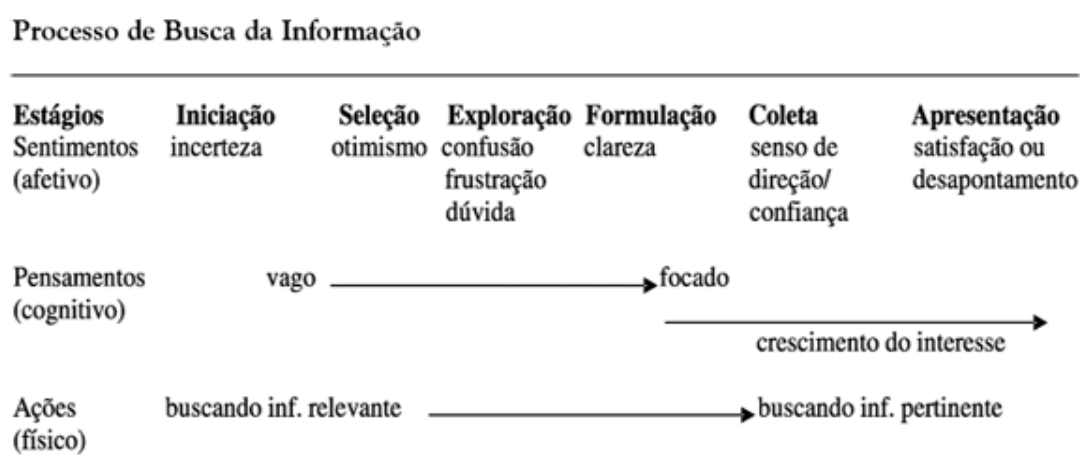 Processo de Busca da Informação
Estágios Iniciação Seleção Exploração Formulação Coleta Apresentação
Sentimentos incerteza otimismo confusão clareza senso de satisfação ou
(afetivo) frustração direção/ desapontamento
dúvida confiança
Pensamentos vago focado
(cognitivo)
crescimento do interesse
Ações buscando inf. relevante buscando inf. pertinente
(físico)